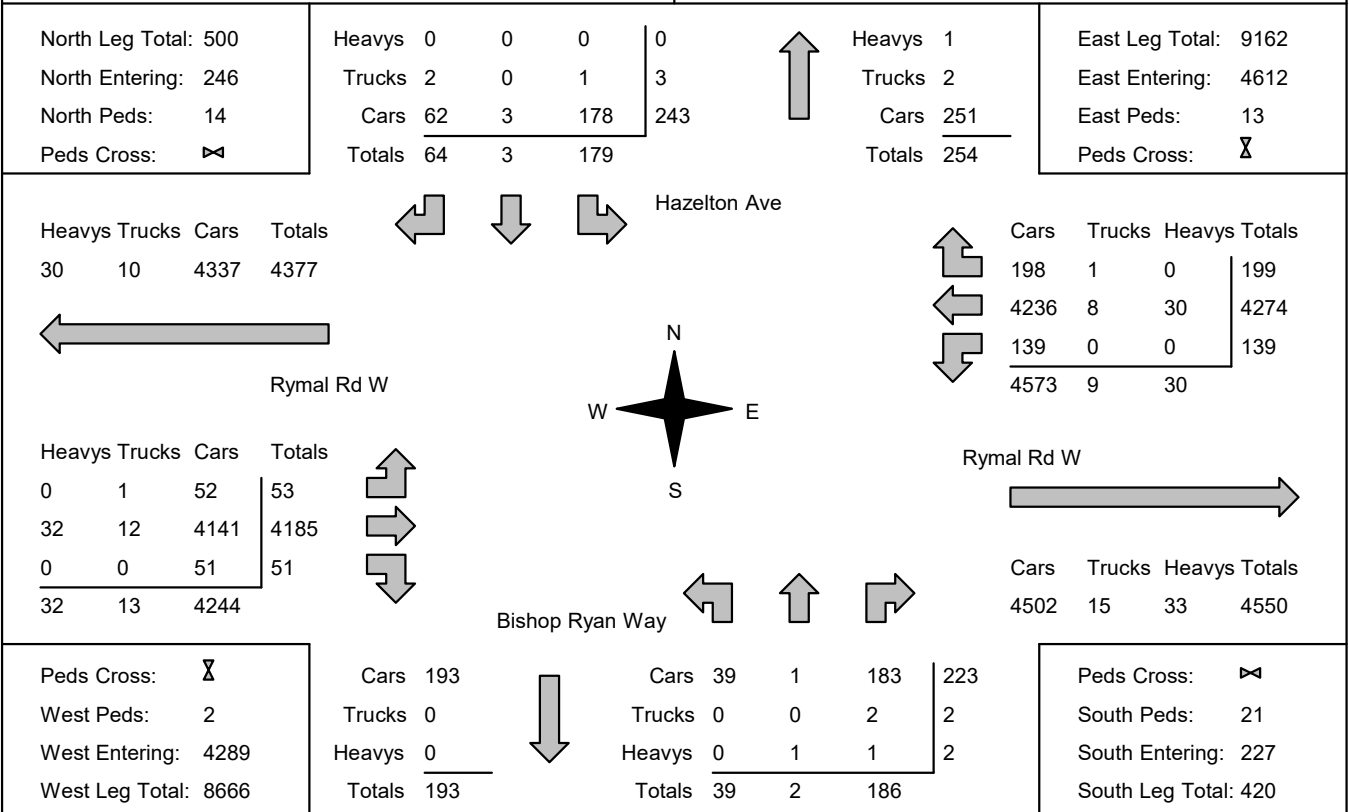 North Leg Total: 500
North Entering: 246
North Peds: 14
Peds Cross:
Heavys 0 0 0 0
Trucks 2 0 1 3
Cars 62 3 178 243
Totals 64 3 179
Heavys 1
Trucks 2
Cars 251
Totals 254
East Leg Total: 9162
East Entering: 4612
East Peds: 13
Peds Cross:
Hazelton Ave
Heavys Trucks Cars Totals
30 10 4337 4377
Cars Trucks Heavys Totals
198 1 0 199
4236 8 30 4274
139 0 0 139
4573 9 30
Rymal Rd W
N
W E
S
Heavys Trucks Cars Totals
0 1 52 53
32 12 4141 4185
0 0 51 51
32 13 4244
Rymal Rd W
Cars Trucks Heavys Totals
4502 15 33 4550
Bishop Ryan Way
Peds Cross:
West Peds: 2
West Entering: 4289
West Leg Total: 8666
Cars 193
Trucks 0
Heavys 0
Totals 193
Cars 39 1 183 223
Trucks 0 0 2 2
Heavys 0 1 1 2
Totals 39 2 186
Peds Cross:
South Peds: 21
South Entering: 227
South Leg Total: 420